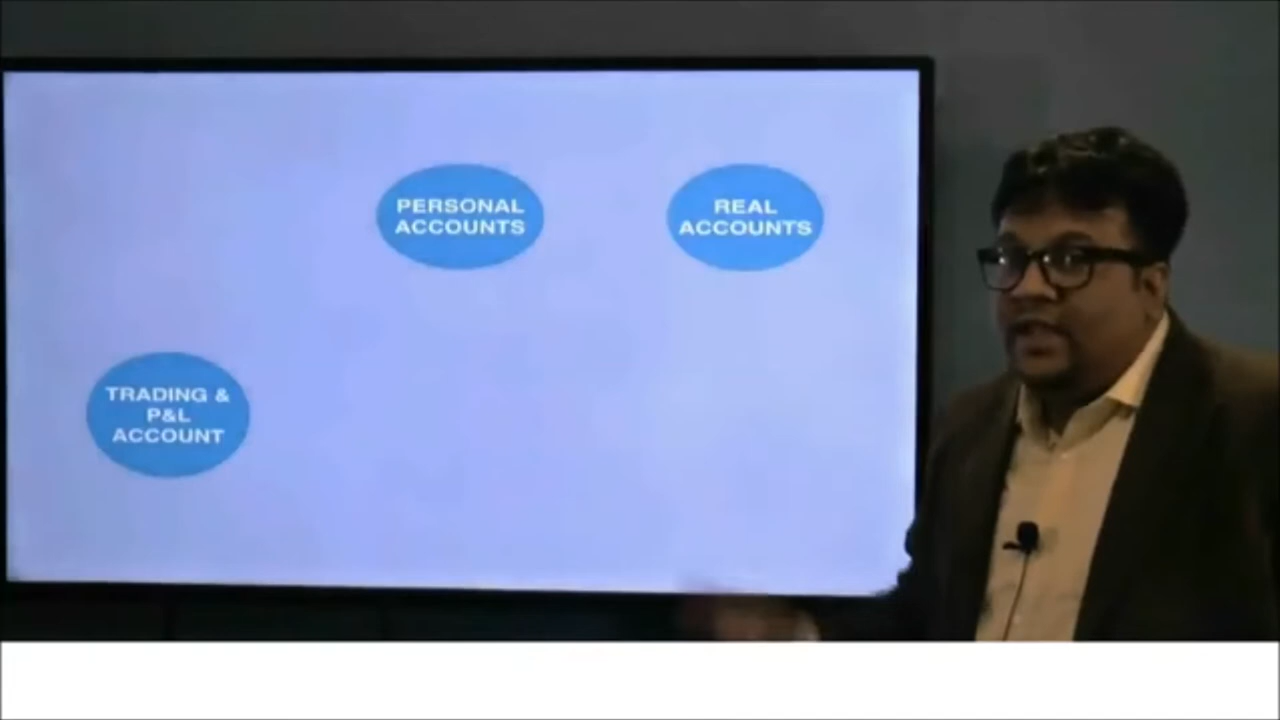 PERSONAL
ACCOUNTS
REAL
ACCOUNTS
TRADING &
P&L
ACCOUNT